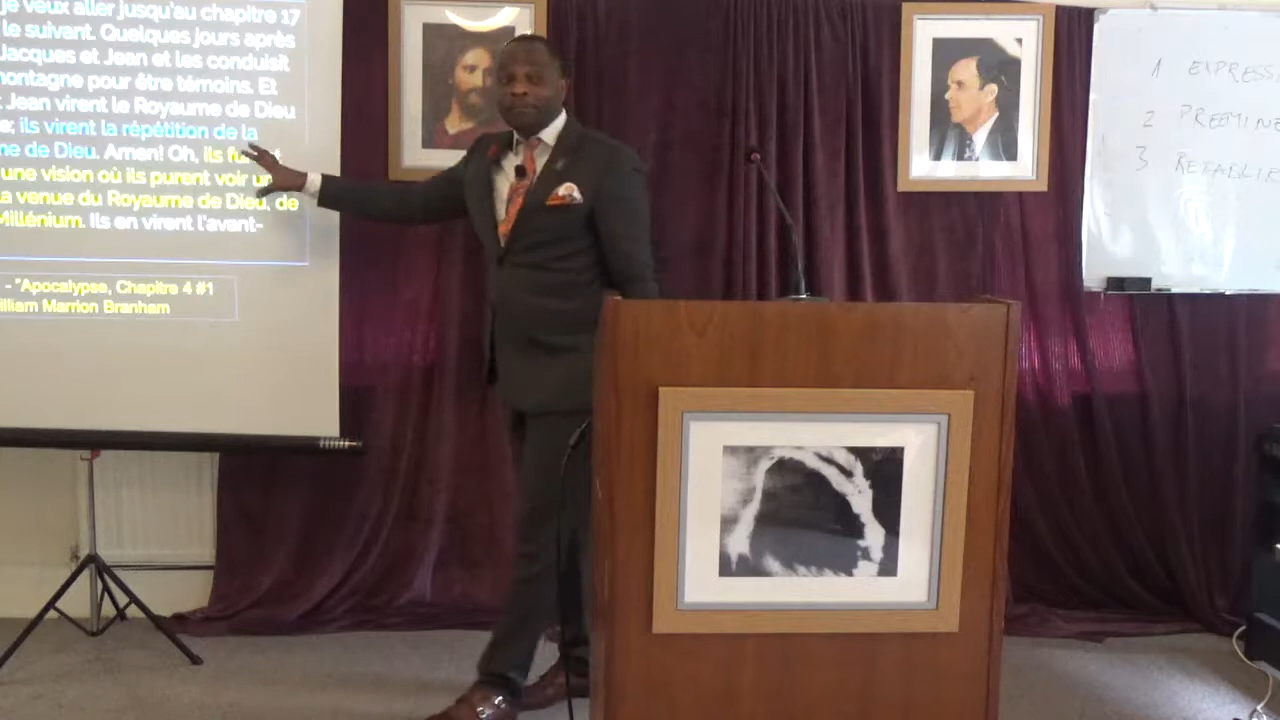 je veux aller jusqu'au chapitre 17
le suivant. Quelques jours après
Jacques et Jean et les conduisit
montagne pour être témoins. Et
Jean virent le Royaume de Dieu
ils virent la répétition de la
de Dieu. Amen! Oh, ils
une vision où ils purent voir
la venue du Royaume de Dieu, de
Millénium. Ils en virent l'avant-
- "Apocalypse, Chapitre 4 #1
William Marrion Branham
1 EXPRESS
2 PREEMINE
3 RETABLIR